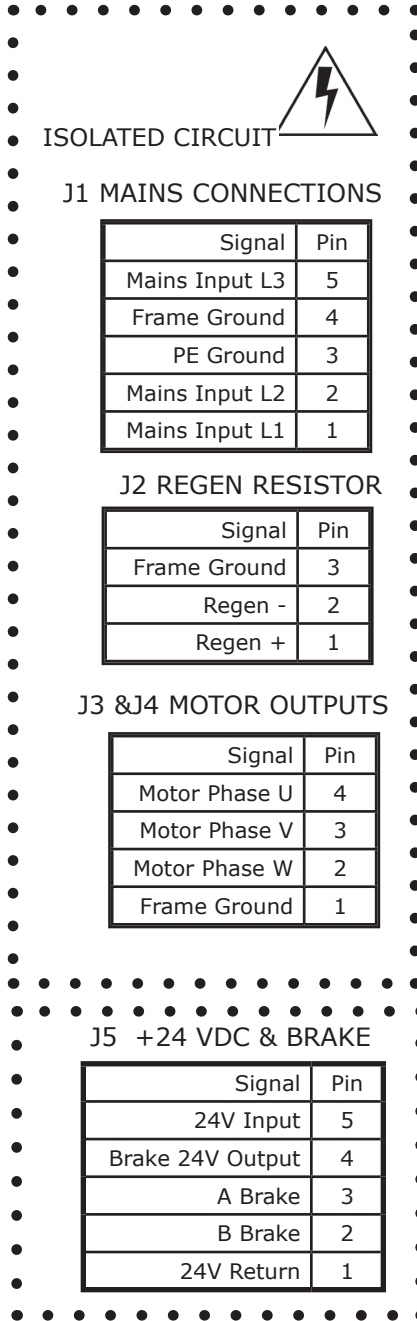 ISOLATED CIRCUIT
J1 MAINS CONNECTIONS
Signal Pin
Mains Input L3 5
Frame Ground 4
PE Ground 3
Mains Input L2 2
Mains Input L1 1
J2 REGEN RESISTOR
Signal Pin
Frame Ground 3
Regen - 2
Regen + 1
J3 &J4 MOTOR OUTPUTS
Signal Pin
Motor Phase U 4
Motor Phase V 3
Motor Phase W 2
Frame Ground 1
J5 +24 VDC & BRAKE
Signal Pin
24V Input 5
Brake 24V Output 4
A Brake 3
B Brake 2
24V Return 1